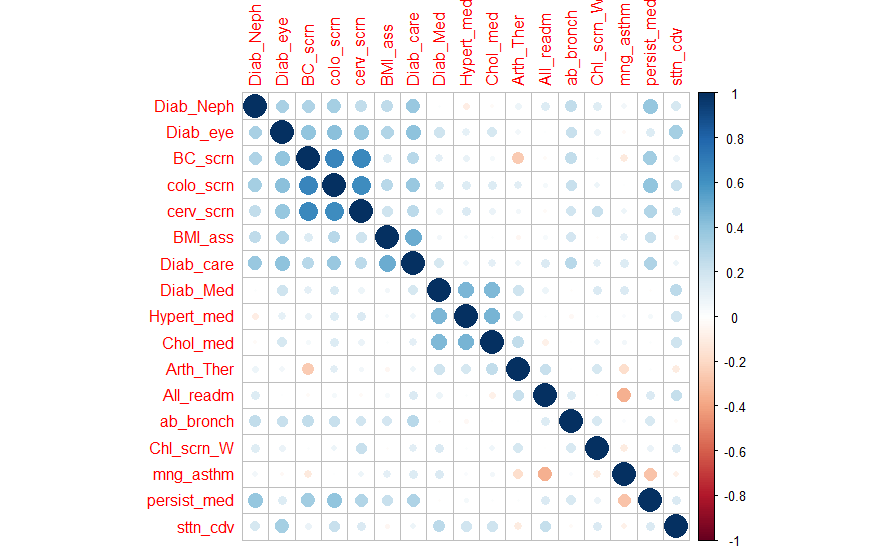 Diab_Neph
Diab_eye
BC_scrn
colo_scrn
cerv_scrn
BMI_ass
Diab_care
Diab_Med
Hypert_med
Chol_med
Arth_Ther
All_readm
ab_bronch
Chl_scrn_W
mng_asthm
persist_med
sttn_cdv
Diab_Neph
Diab_eye
BC_scrn
colo_scrn
cerv_scrn
BMI_ass
Diab_care
Diab_Med
Hypert_med
Chol_med
Arth_Ther
All_readm
ab_bronch
Chl_scrn_W
mng_asthm
persist_med
sttn_cdv
1
0.8
0.6
0.4
0.2
0
-0.2
-0.4
-0.6
-0.8
-1